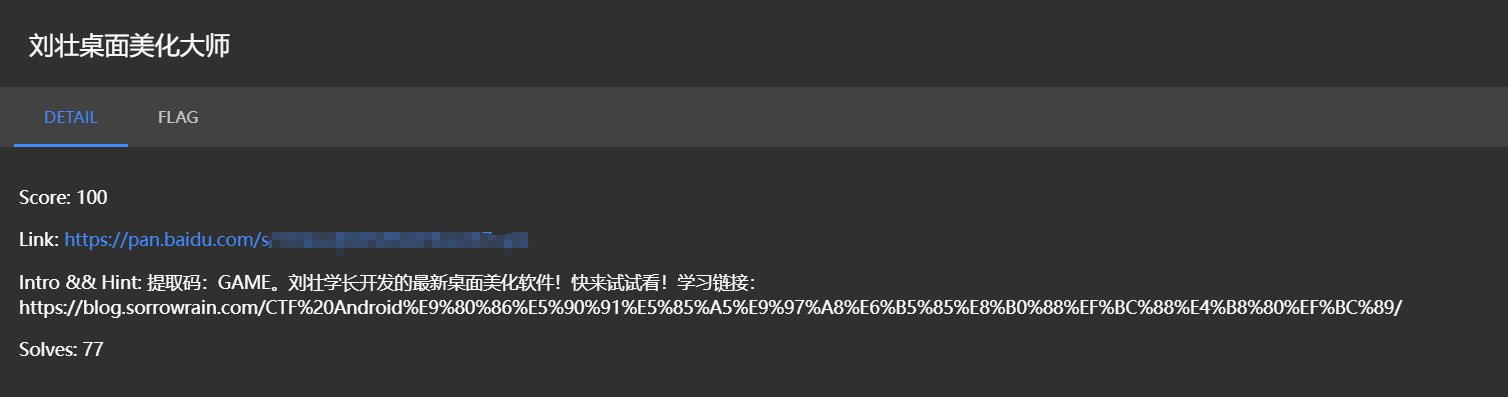 刘壮桌面美化大师
DETAIL FLAG
Score: 100
Link: https://pan.baidu.com/s
Intro && Hint: 提取码：GAME。刘壮学长开发的最新桌面美化软件！快来试试看！学习链接：
https://blog.sorrowrain.com/CTF%20Android%E9%80%86%E5%90%91%E5%85%A5%E9%97%A8%E6%B5%85%E8%B0%88%EF%BC%88%E4%B8%80%EF%BC%89/
Solves: 77